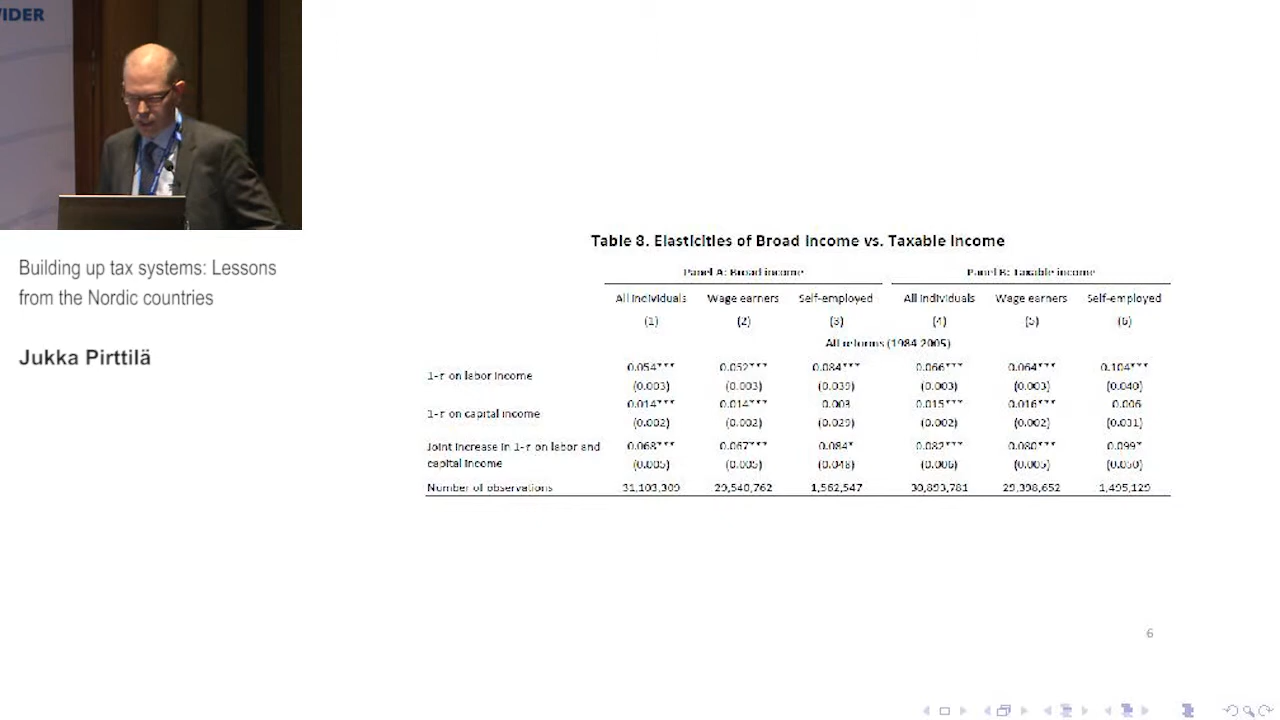 WIDER
Building up tax systems: Lessons
from the Nordic countries
Jukka Pirttilä
Table 8. Elasticities of Broad Income vs. Taxable Income
Panel A: Broad income Panel B: Taxable income
All individuals Wage earners Self-employed All individuals Wage earners Self-employed
(1) (2) (3) (4) (5) (6)
All reforms (1984-2005)
1-τ on labor income 0.054*** 0.052*** 0.084*** 0.066*** 0.064*** 0.104***
(0.003) (0.003) (0.039) (0.003) (0.003) (0.040)
1-τ on capital income 0.014*** 0.014*** 0.003 0.015*** 0.016*** 0.006
(0.002) (0.002) (0.029) (0.002) (0.002) (0.031)
Joint increase in 1-τ on labor and 0.068*** 0.067*** 0.084* 0.082*** 0.080*** 0.099*
capital income (0.005) (0.005) (0.048) (0.006) (0.005) (0.050)
Number of observations 31,103,309 29,540,762 1,562,547 30,893,781 29,398,652 1,495,129
6